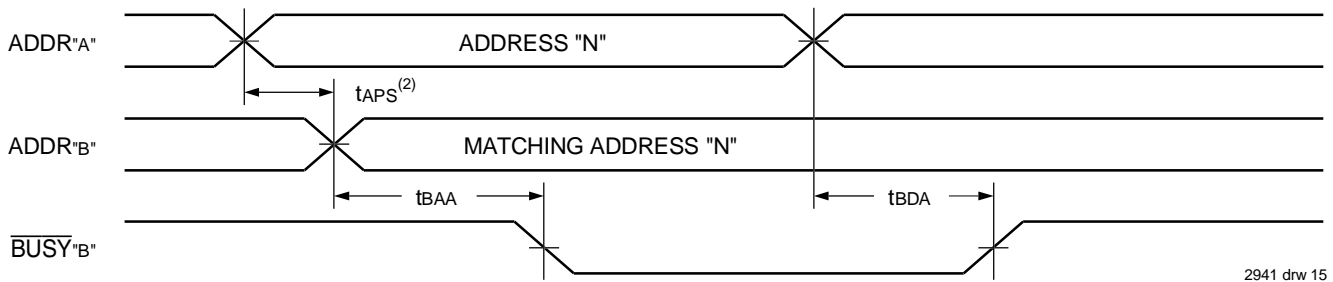 ADDR"A" ADDRESS "N"
tAPS(2)
ADDR"B" MATCHING ADDRESS "N"
tBAA tBDA
BUSY"B"
2941 drw 15